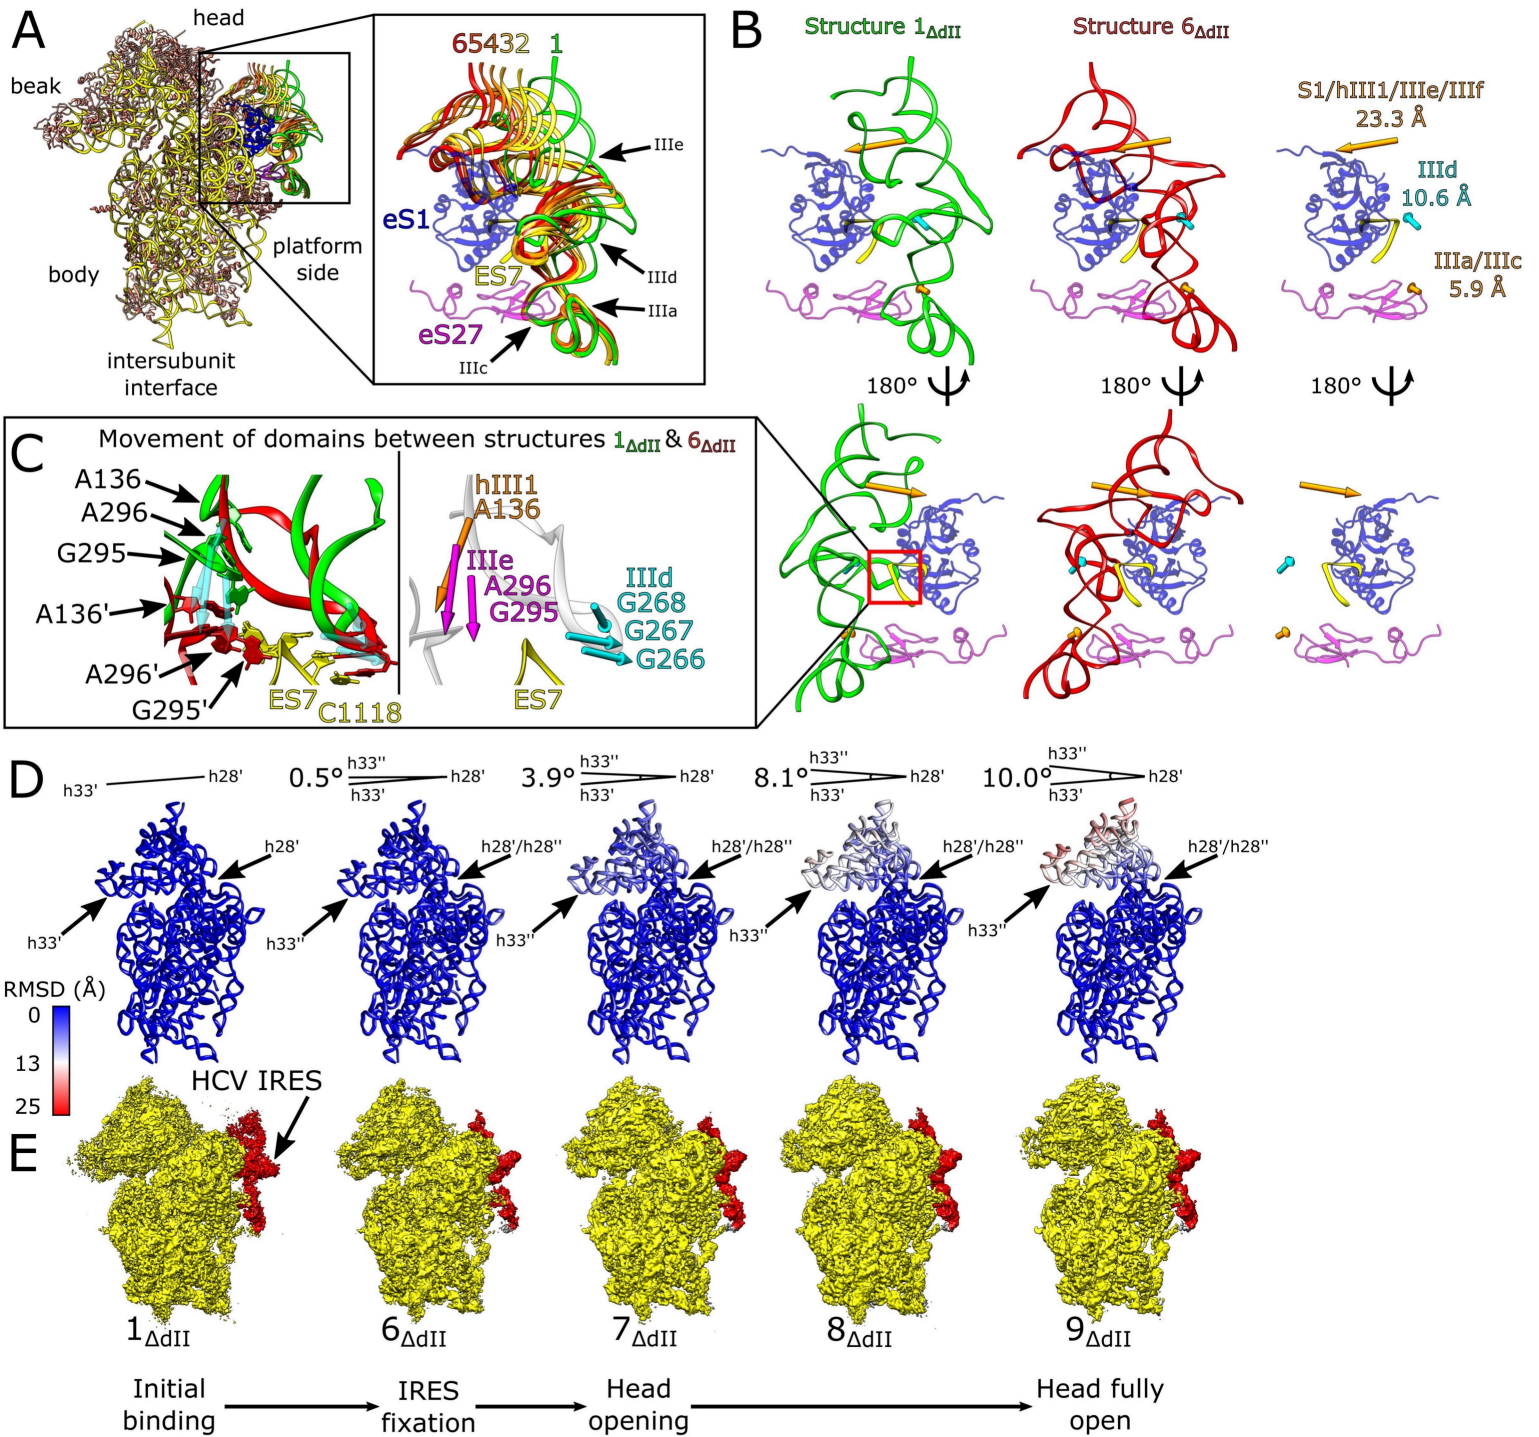 A
head
beak
body
platform
side
intersubunit
interface
65432 1
IIIe
eS1
ES7
IIId
IIIa
eS27
IIIc
B
Structure 1ΔdII
Structure 6ΔdII
S1/hIII1/IIIe/IIIf
23.3 Å
IIId
10.6 Å
IIIa/IIIc
5.9 Å
180°
180°
180°
C
Movement of domains between structures 1ΔdII & 6ΔdII
A136
A296
G295
A136'
A296'
G295'
ES7
C1118
hIII1
A136
IIIe
A296
G295
IIId
G268
G267
G266
ES7
D
h33'
h28'
0.5°
h33''
h33'
h28'
3.9°
h33''
h33'
h28'
8.1°
h33''
h33'
h28'
10.0°
h33''
h33'
h28'
h28'
h28'/h28''
h28'/h28''
h28'/h28''
h28'/h28''
h33'
h33''
h33''
h33''
h33''
RMSD (Å)
0
13
25
HCV IRES
E
1ΔdII
6ΔdII
7ΔdII
8ΔdII
9ΔdII
Initial
binding
IRES
fixation
Head
opening
Head fully
open